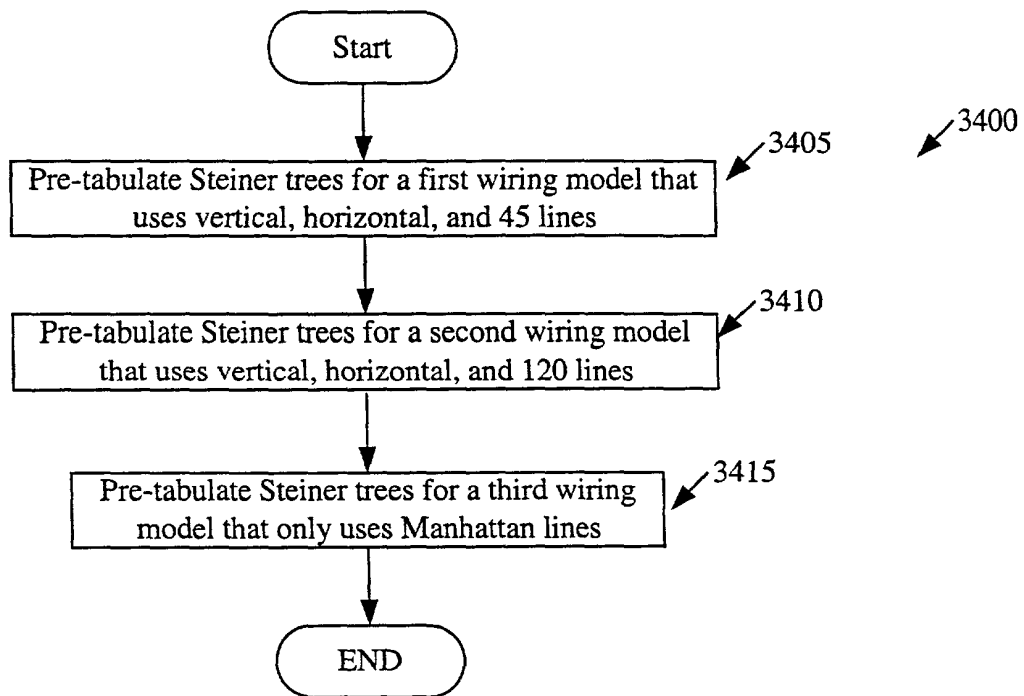 Start
3400
3405
Pre-tabulate Steiner trees for a first wiring model that
uses vertical, horizontal, and 45 lines
3410
Pre-tabulate Steiner trees for a second wiring model
that uses vertical, horizontal, and 120 lines
3415
Pre-tabulate Steiner trees for a third wiring
model that only uses Manhattan lines
END